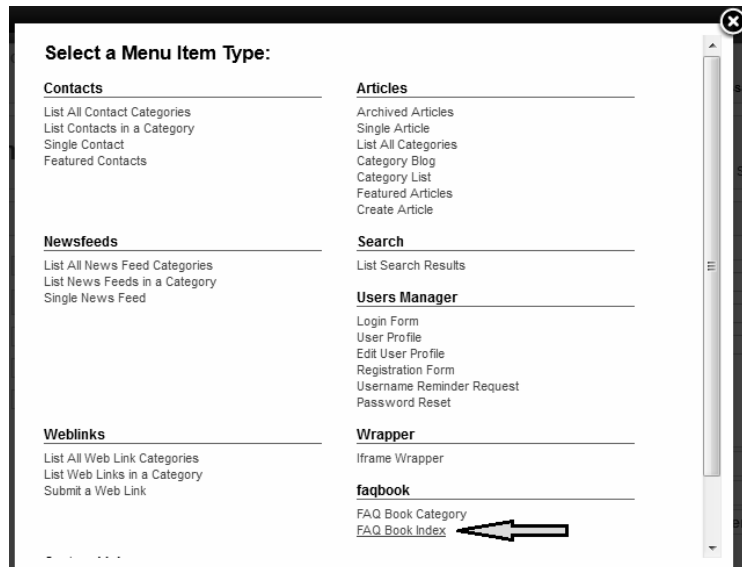 Select a Menu Item Type:
Contacts
List All Contact Categories
List Contacts in a Category
Single Contact
Featured Contacts
Articles
Archived Articles
Single Article
List All Categories
Category Blog
Category List
Featured Articles
Create Article
Newsfeeds
List All News Feed Categories
List News Feeds in a Category
Single News Feed
Search
List Search Results
Users Manager
Login Form
User Profile
Edit User Profile
Registration Form
Username Reminder Request
Password Reset
Weblinks
List All Web Link Categories
List Web Links in a Category
Submit a Web Link
Wrapper
Iframe Wrapper
faqbook
FAQ Book Category
FAQ Book Index